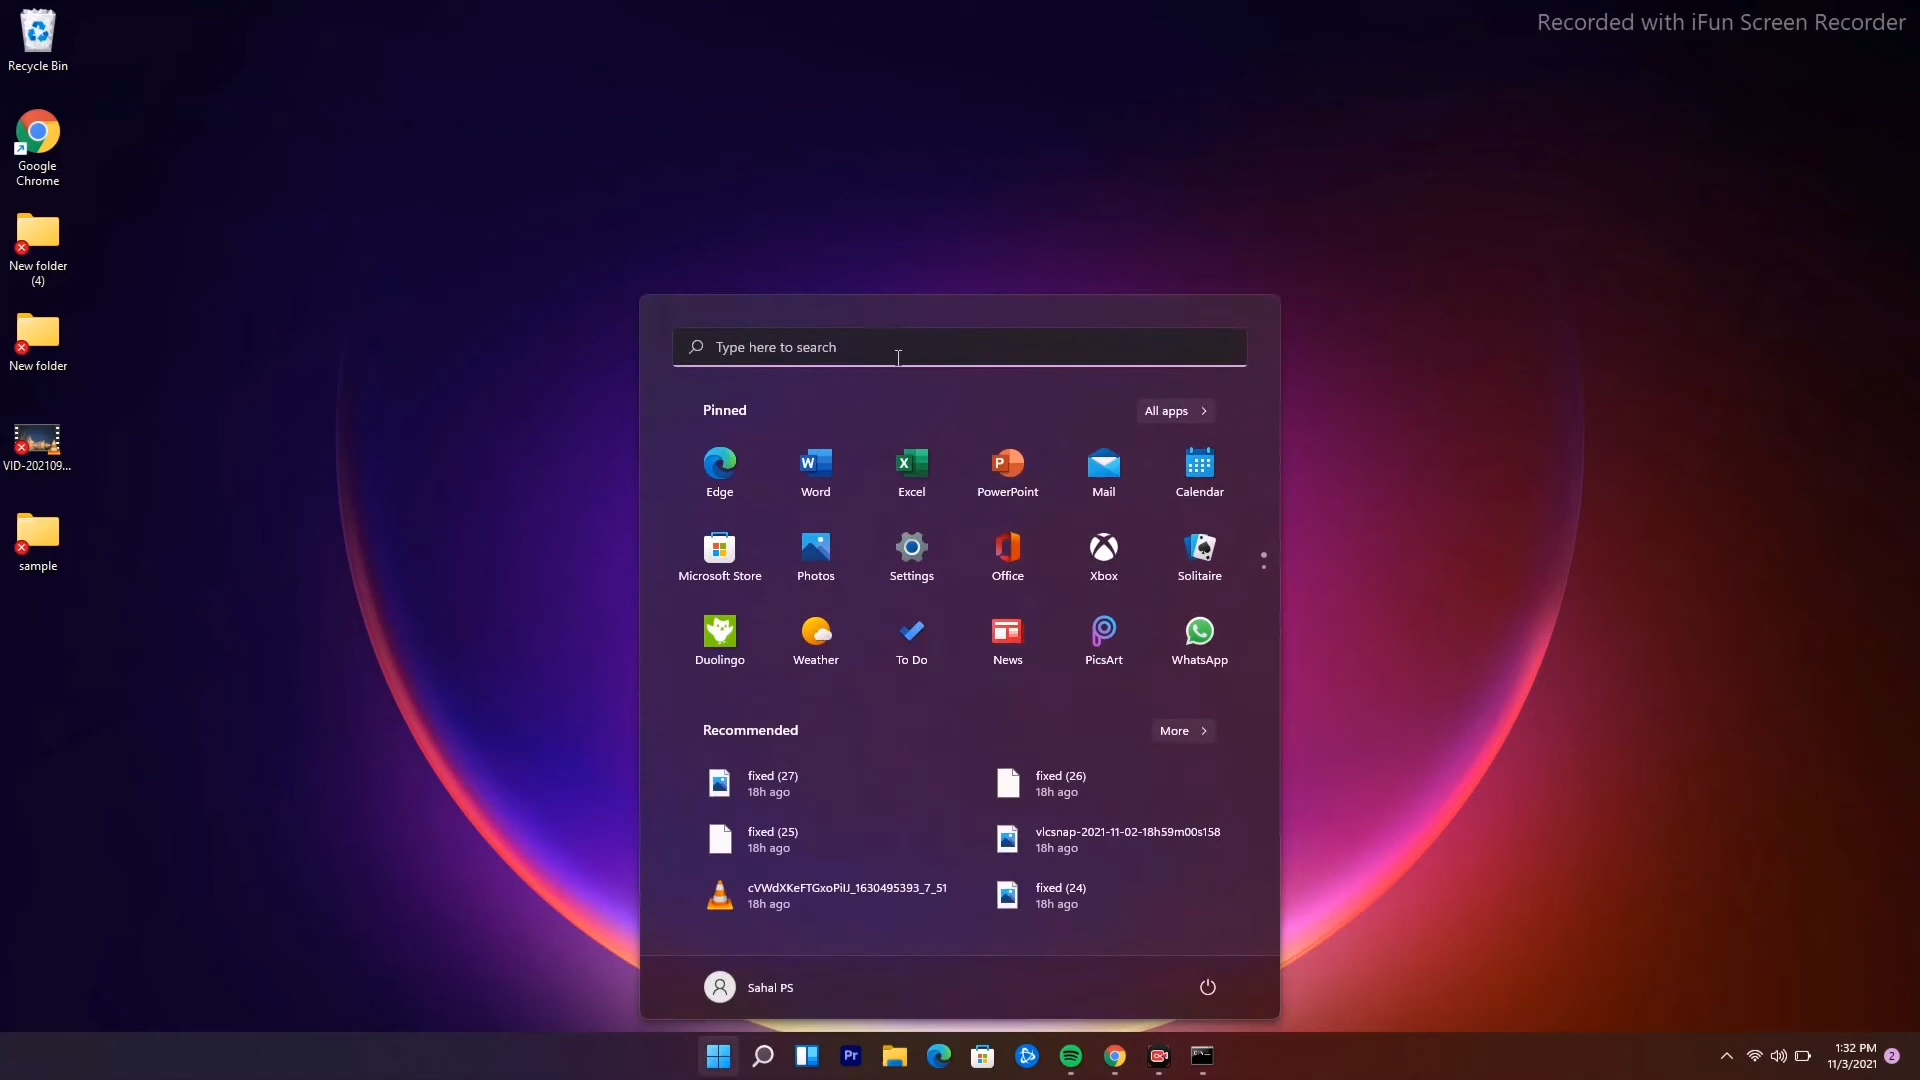 Recorded with iFun Screen Recorder
Recycle Bin
Google
Chrome
New folder
(4)
New folder
VID-202109...
sample
Type here to search
Pinned
All apps
Edge
Word
Excel
PowerPoint
Mail
Calendar
Microsoft Store
Photos
Settings
Office
Xbox
Solitaire
Duolingo
Weather
To Do
News
PicsArt
WhatsApp
Recommended
More
fixed (27)
18h ago
fixed (26)
18h ago
fixed (25)
18h ago
vlcsnap-2021-11-02-18h59m00s158
18h ago
18h ago
fixed (24)
18h ago
Sahal PS
Pr
1:32 PM
11/3/2021
2